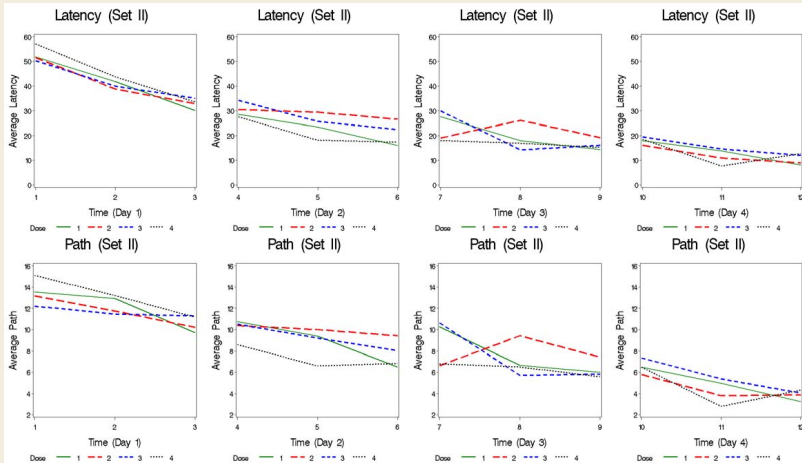 Latency (Set II) Latency (Set II) Latency (Set II) Latency (Set II)
Average Latency Average Latency Average Latency Average Latency
60 60 60 60
50 50 50 50
40 40 40 40
30 30 30 30
20 20 20 20
10 10 10 10
0 0 0 0
1 2 3 4 5 6 7 8 9 10 11 12
Time (Day 1) Time (Day 2) Time (Day 3) Time (Day 4)
Dose 1 2 3 4 Dose 1 2 3 4 Dose 1 2 3 4 Dose 1 2 3 4
Path (Set II) Path (Set II) Path (Set II) Path (Set II)
Average Path Average Path Average Path Average Path
16 16 16 16
14 14 14 14
12 12 12 12
10 10 10 10
8 8 8 8
6 6 6 6
4 4 4 4
2 2 2 2
1 2 3 4 5 6 7 8 9 10 11 12
Time (Day 1) Time (Day 2) Time (Day 3) Time (Day 4)
Dose 1 2 3 4 Dose 1 2 3 4 Dose 1 2 3 4 Dose 1 2 3 4